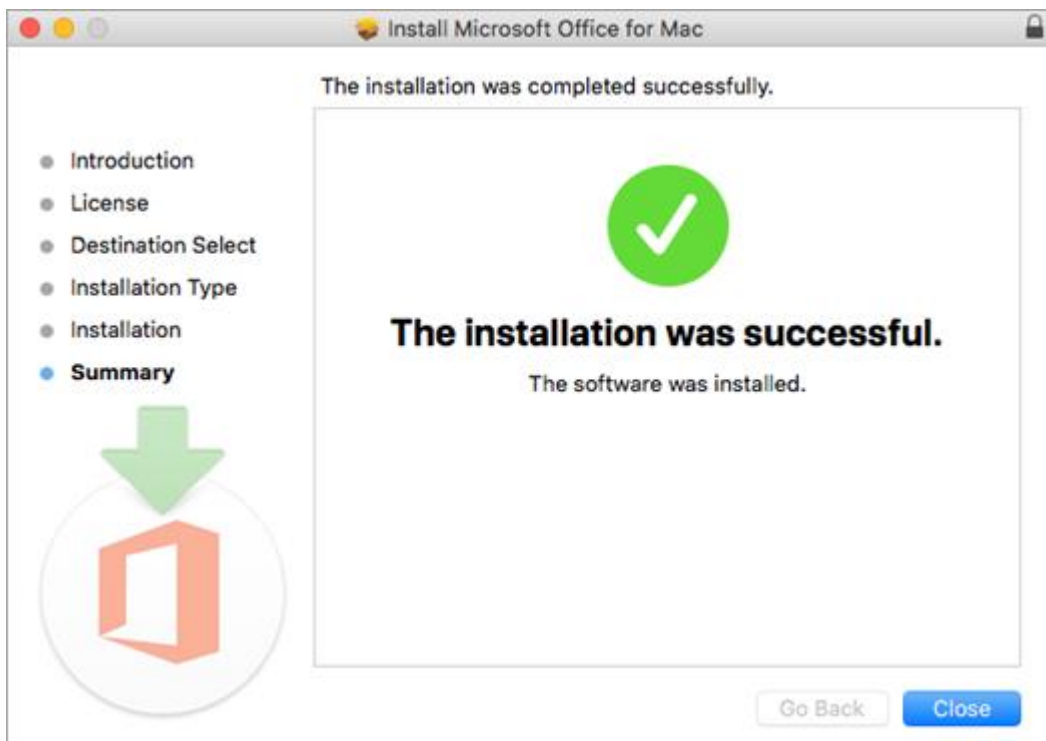 Install Microsoft Office for Mac
The installation was completed successfully.
Introduction
License
Destination Select
Installation Type
Installation
Summary
The installation was successful.
The software was installed.
Go Back
Close